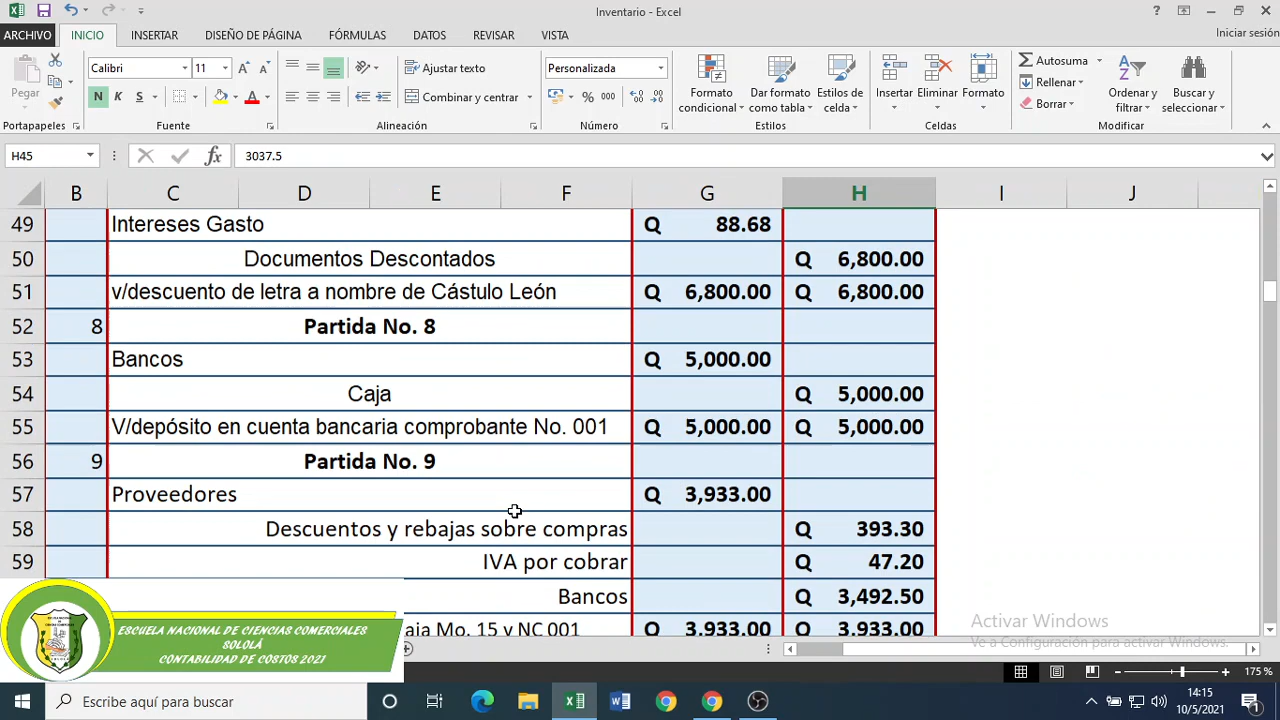 Inventario - Excel
Iniciar sesión
ARCHIVO INICIO INSERTAR DISEÑO DE PÁGINA FÓRMULAS DATOS REVISAR VISTA
Pegar
Calibri 11
N K S
Ajustar texto
Combinar y centrar
Personalizada
% 000
Formato condicional
Dar formato como tabla
Estilos de celda
Insertar Eliminar Formato
Autosuma
Rellenar
Borrar
Ordenar y filtrar
Buscar y seleccionar
Portapapeles Fuente Alineación Número Estilos Celdas Modificar
H45 fx 3037.5
B C D E F G H I J
49 Intereses Gasto Q 88.68
50 Documentos Descontados Q 6,800.00
51 v/descuento de letra a nombre de Cástulo León Q 6,800.00 Q 6,800.00
52 8 Partida No. 8
53 Bancos Q 5,000.00
54 Caja Q 5,000.00
55 V/depósito en cuenta bancaria comprobante No. 001 Q 5,000.00 Q 5,000.00
56 9 Partida No. 9
57 Proveedores Q 3,933.00
58 Descuentos y rebajas sobre compras Q 393.30
59 IVA por cobrar Q 47.20
Bancos Q 3,492.50
aja Mo. 15 y NC 001 Q 3,933.00 Q 3,933.00
ESCUELA NACIONAL DE CIENCIAS COMERCIALES
SOLOLÁ
CONTABILIDAD DE COSTOS 2021
Activar Windows
Ve a Configuración para activar Windows.
175 %
Escribe aquí para buscar
14:15
10/5/2021
1